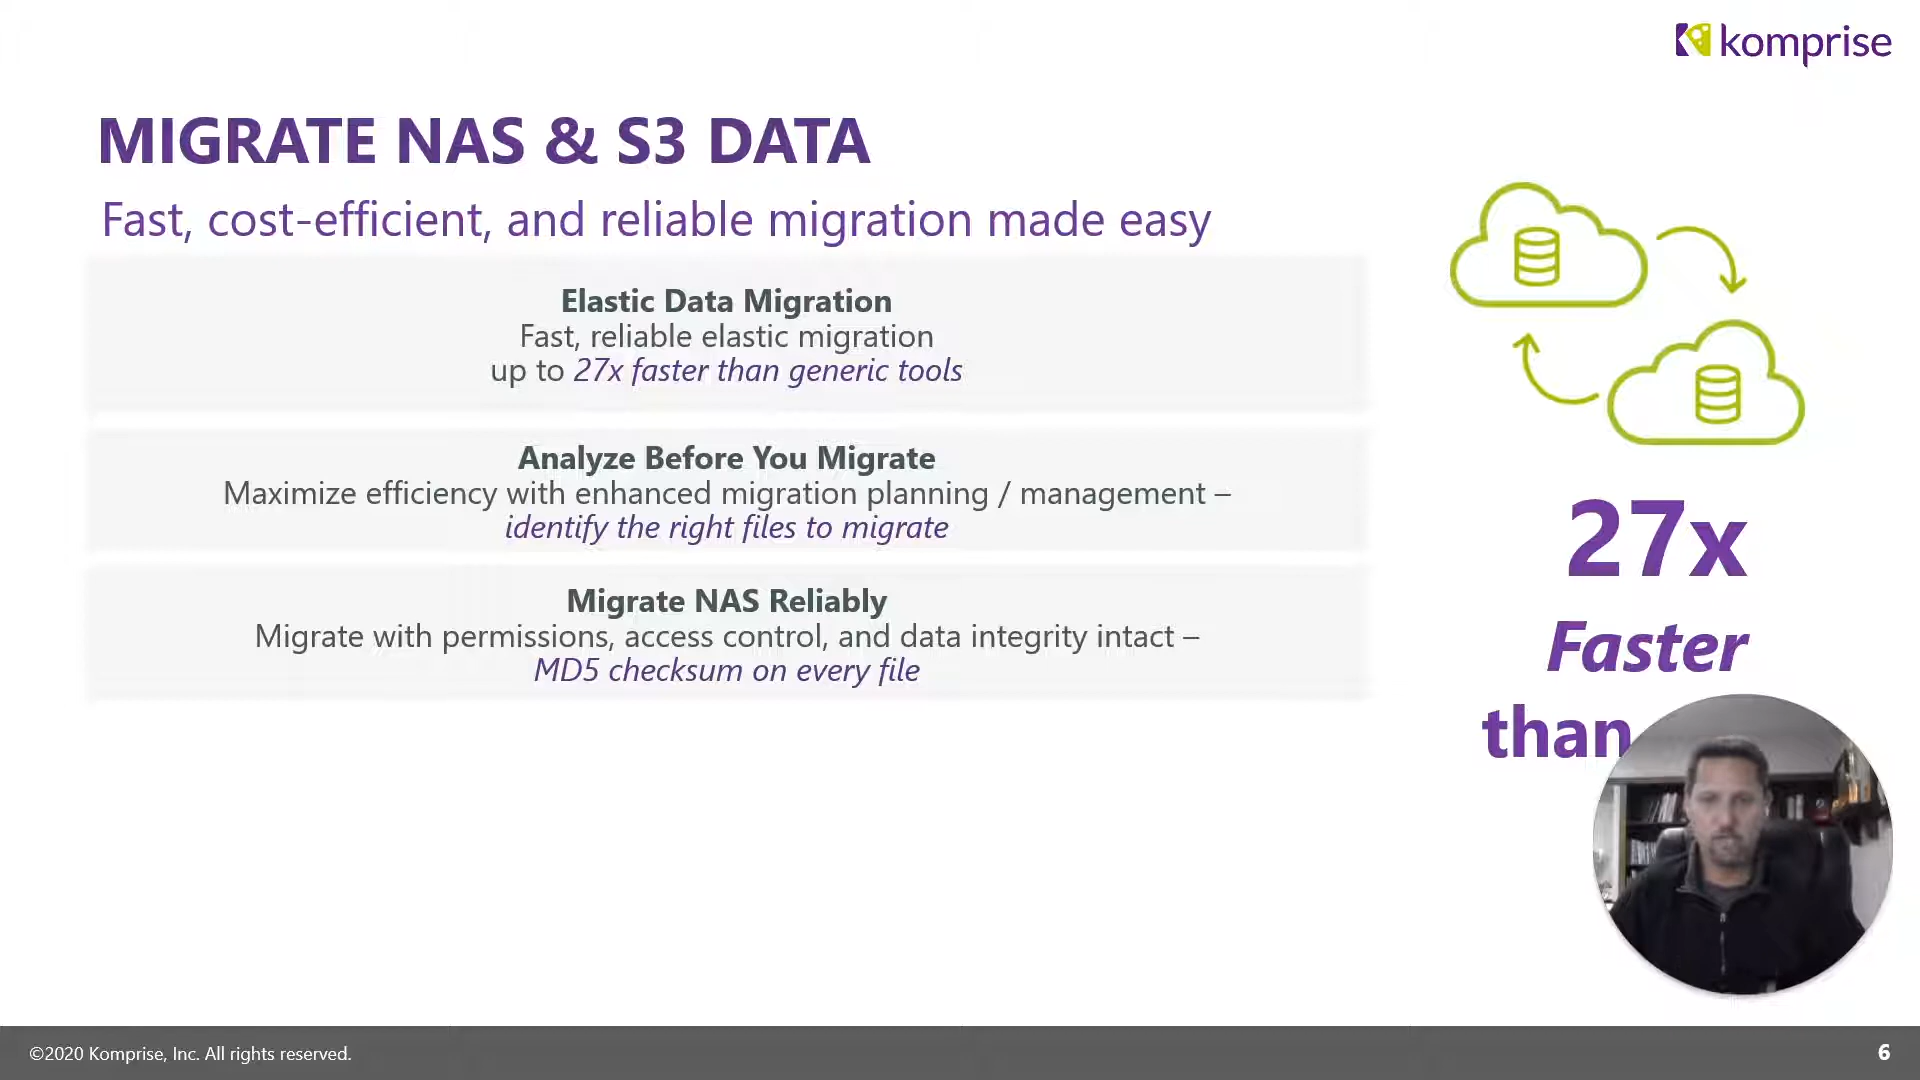 komprise
MIGRATE NAS & S3 DATA
Fast, cost-efficient, and reliable migration made easy
Elastic Data Migration
Fast, reliable elastic migration
up to 27x faster than generic tools
Analyze Before You Migrate
Maximize efficiency with enhanced migration planning / management –
identify the right files to migrate
Migrate NAS Reliably
Migrate with permissions, access control, and data integrity intact –
MD5 checksum on every file
27x
Faster
than
©2020 Komprise, Inc. All rights reserved.
6